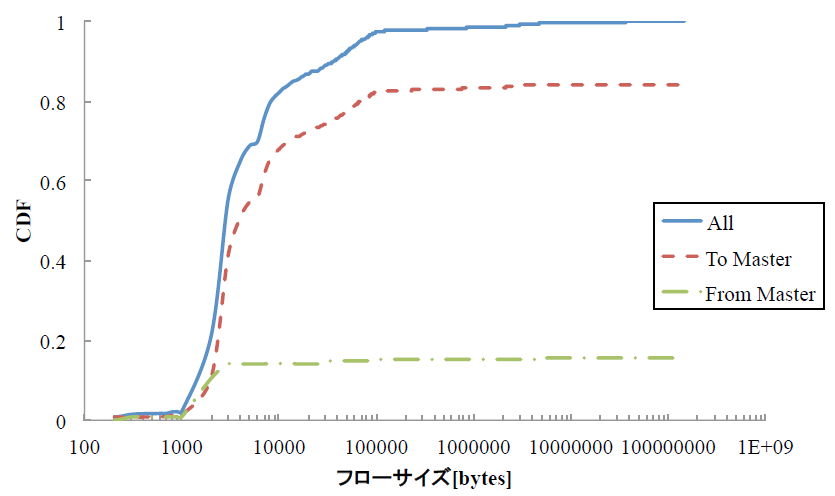 1
0.8
0.6
0.4
0.2
0
CDF
100
1000
10000
100000
1000000
10000000
100000000
1E+09
フローサイズ[bytes]
All
To Master
From Master